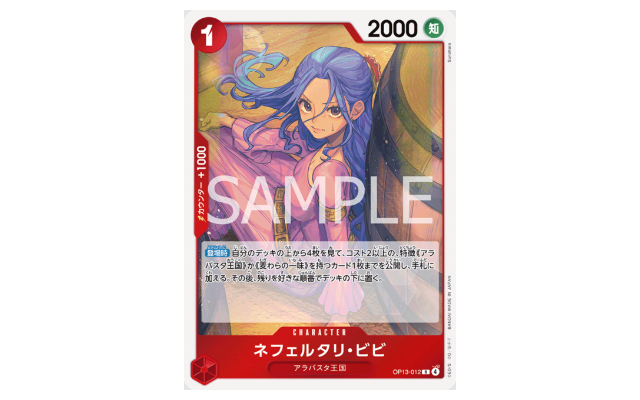 1
2000
知
カウンター +1000
SAMPLE
登場時 自分のデッキの上から4枚を見て、コスト2以上の、特徴《アラ
バスタ王国》か《麦わらの一味》を持つカード1枚までを公開し、手札に
加える。その後、残りを好きな順番でデッキの下に置く。
CHARACTER
ネフェルタリ・ビビ
アラバスタ王国
OP13-012 R